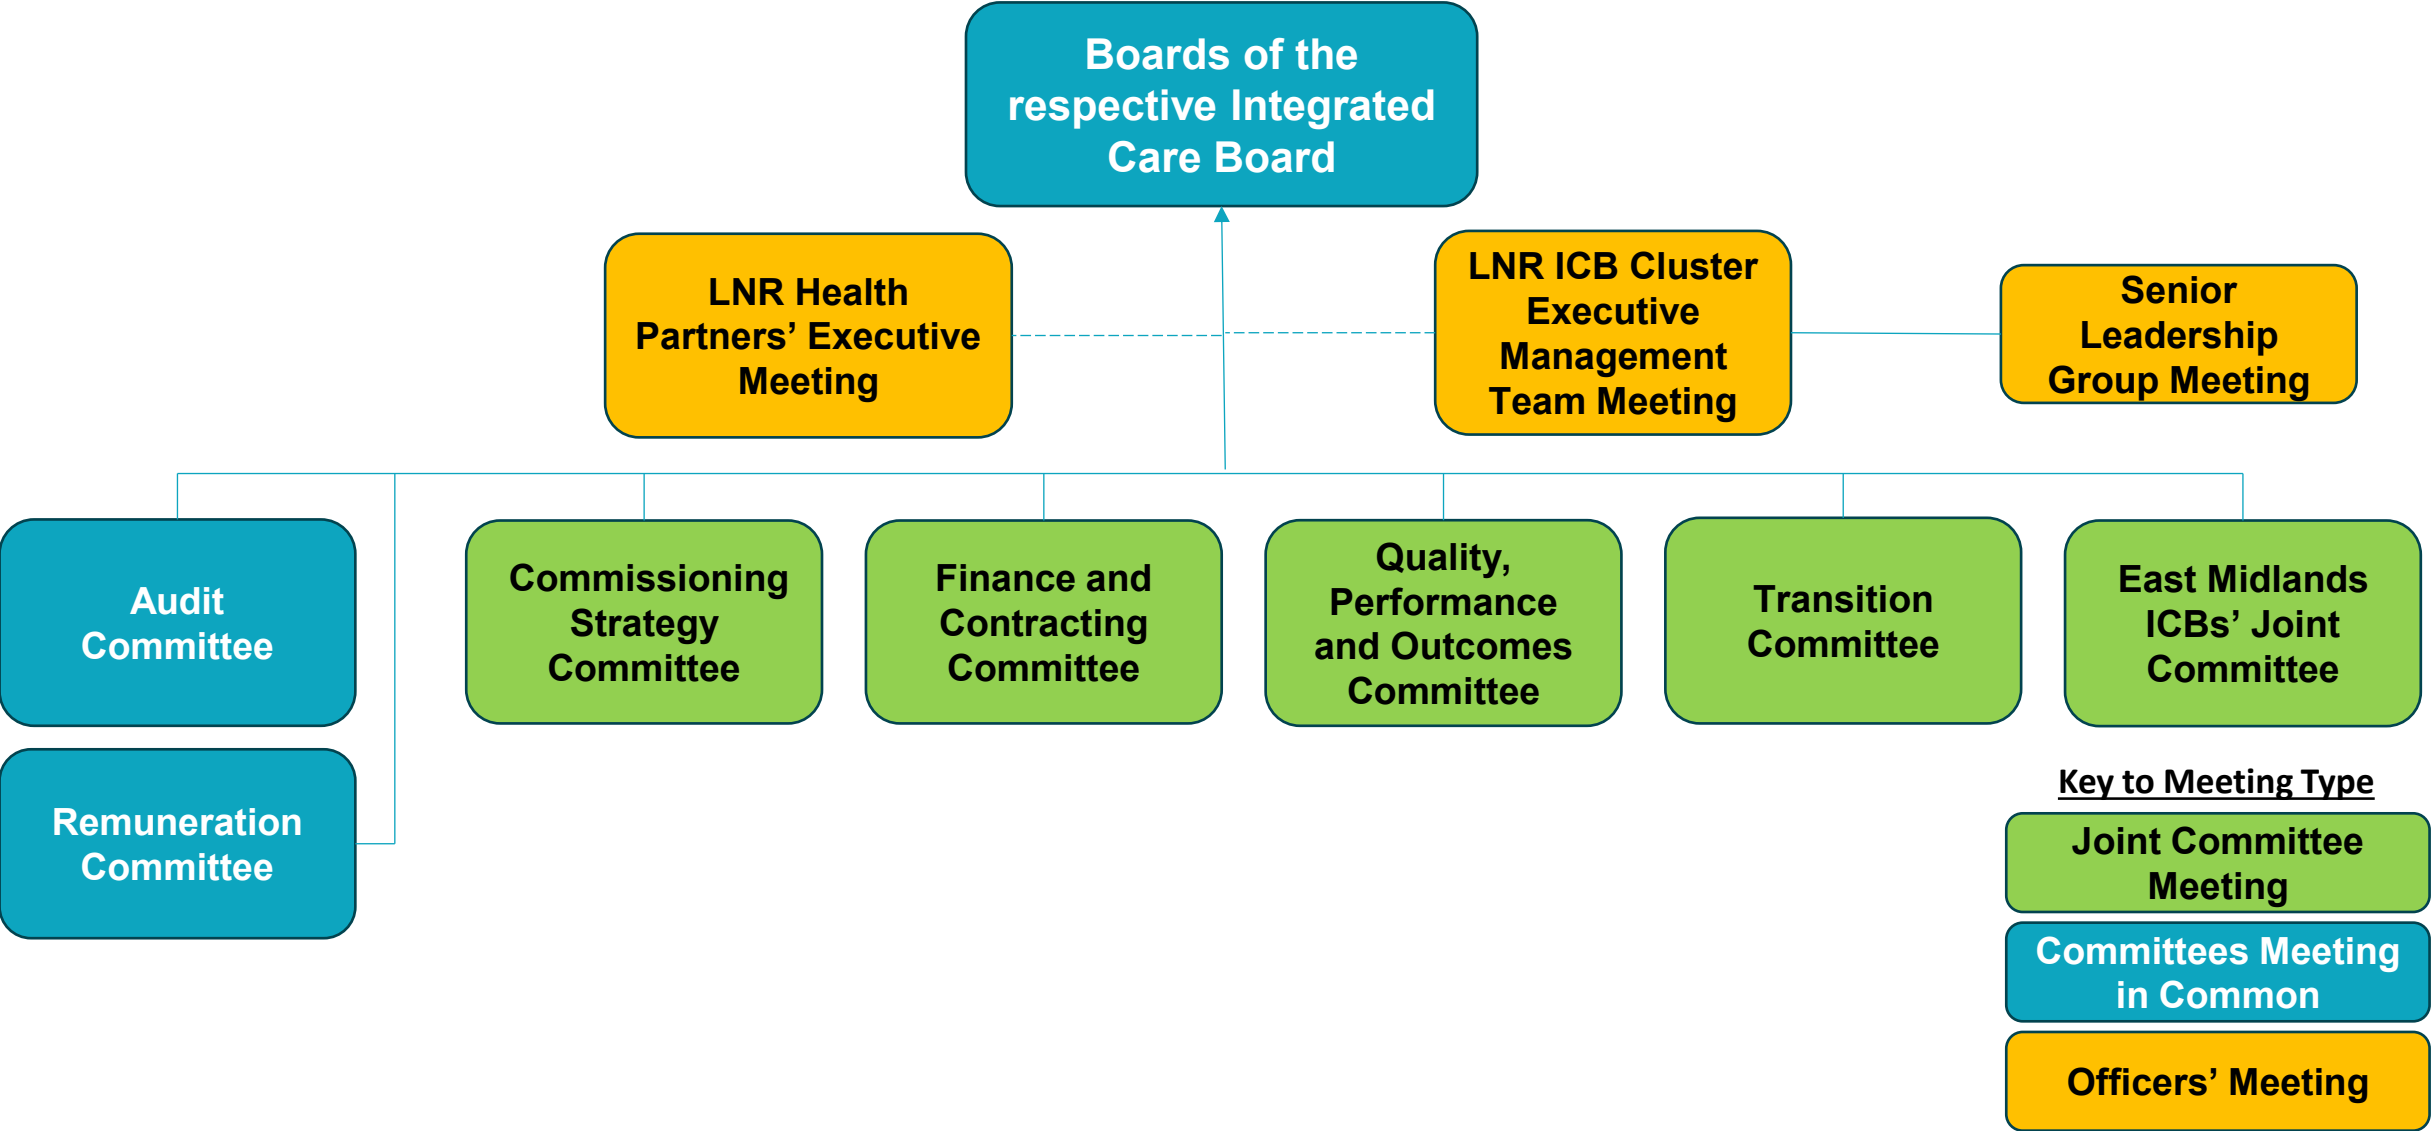 Boards of the
respective Integrated
Care Board
LNR Health
Partners’ Executive
Meeting
LNR ICB Cluster
Executive
Management
Team Meeting
Senior
Leadership
Group Meeting
Audit
Committee
Commissioning
Strategy
Committee
Finance and
Contracting
Committee
Quality,
Performance
and Outcomes
Committee
Transition
Committee
East Midlands
ICBs’ Joint
Committee
Remuneration
Committee
Key to Meeting Type
Joint Committee
Meeting
Committees Meeting
in Common
Officers’ Meeting